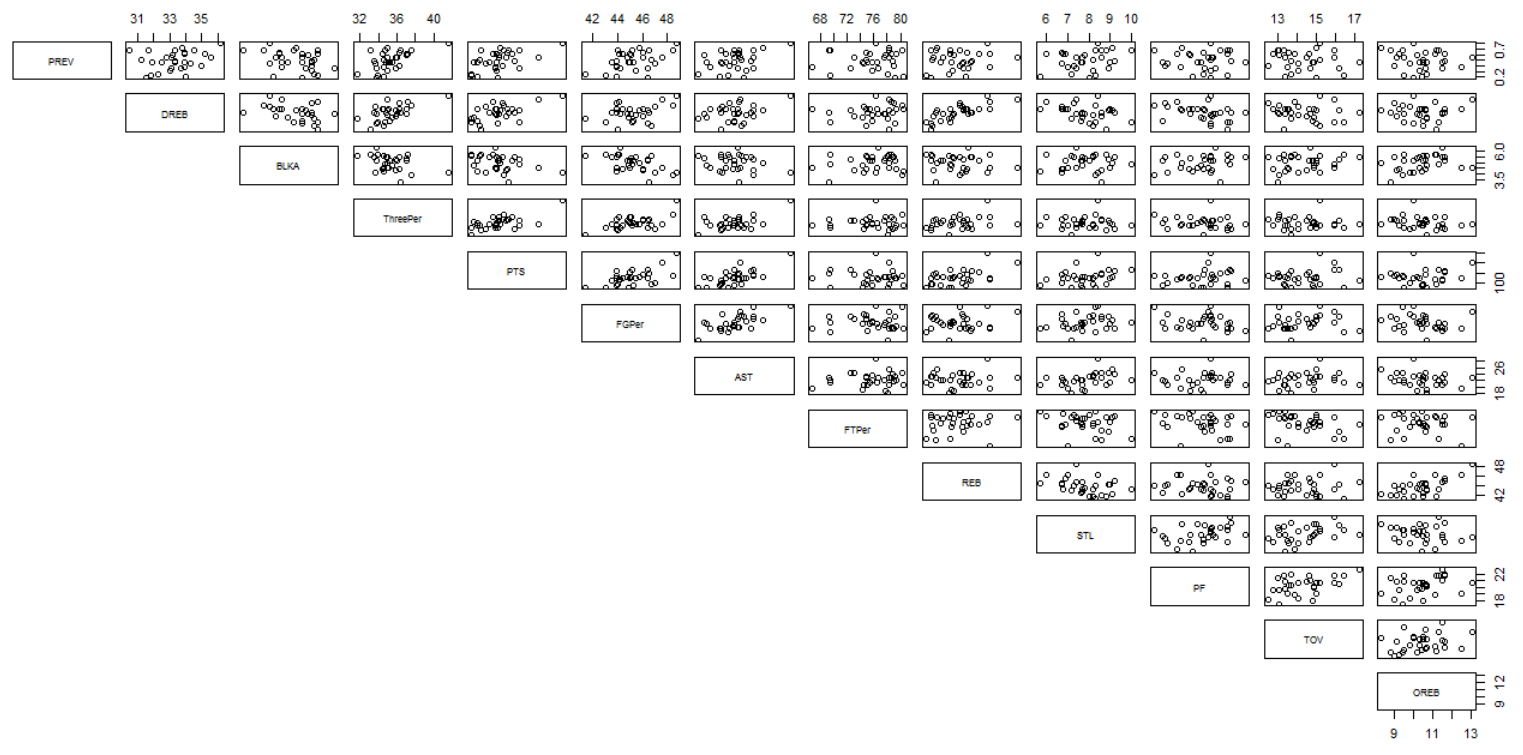 31 33 35 32 36 40 42 44 46 48 68 72 76 80 6 7 8 9 10 13 15 17
PREV 0.2 0.7
DREB
BLKA 3.5 6.0
ThreePer
PTS 100
FGPer
AST 18 26
FTPer
REB 42 48
STL
PF 18 22
TOV
OREB 9 12
9 11 13